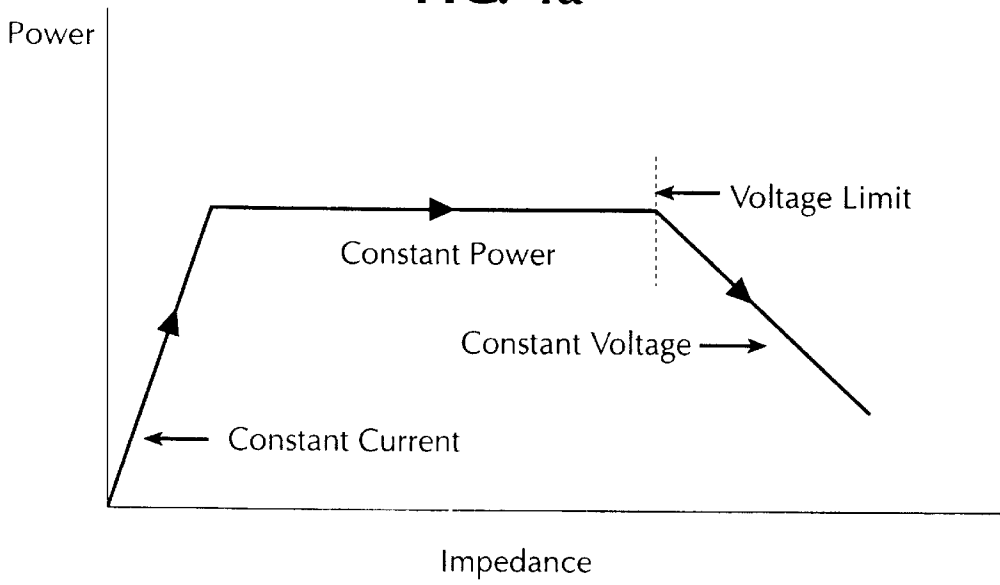 Power
Voltage Limit
Constant Power
Constant Voltage
Constant Current
Impedance